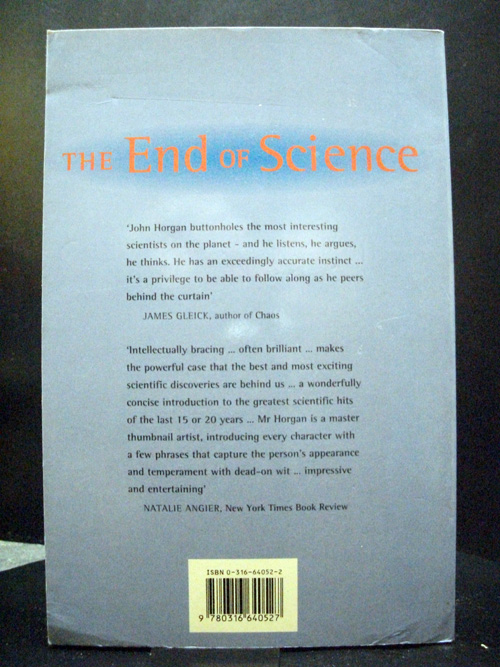 THE End OF Science
'John Horgan buttonholes the most interesting
scientists on the planet – and he listens, he argues,
he thinks. He has an exceedingly accurate instinct ...
it's a privilege to be able to follow along as he peers
behind the curtain'
JAMES GLEICK, author of Chaos
'Intellectually bracing ... often brilliant ... makes
the powerful case that the best and most exciting
scientific discoveries are behind us ... a wonderfully
concise introduction to the greatest scientific hits
of the last 15 or 20 years ... Mr Horgan is a master
thumbnail artist, introducing every character with
a few phrases that capture the person's appearance
and temperament with dead-on wit ... impressive
and entertaining'
NATALIE ANGIER, New York Times Book Review
ISBN 0-316-64052-2
9 780316 640527